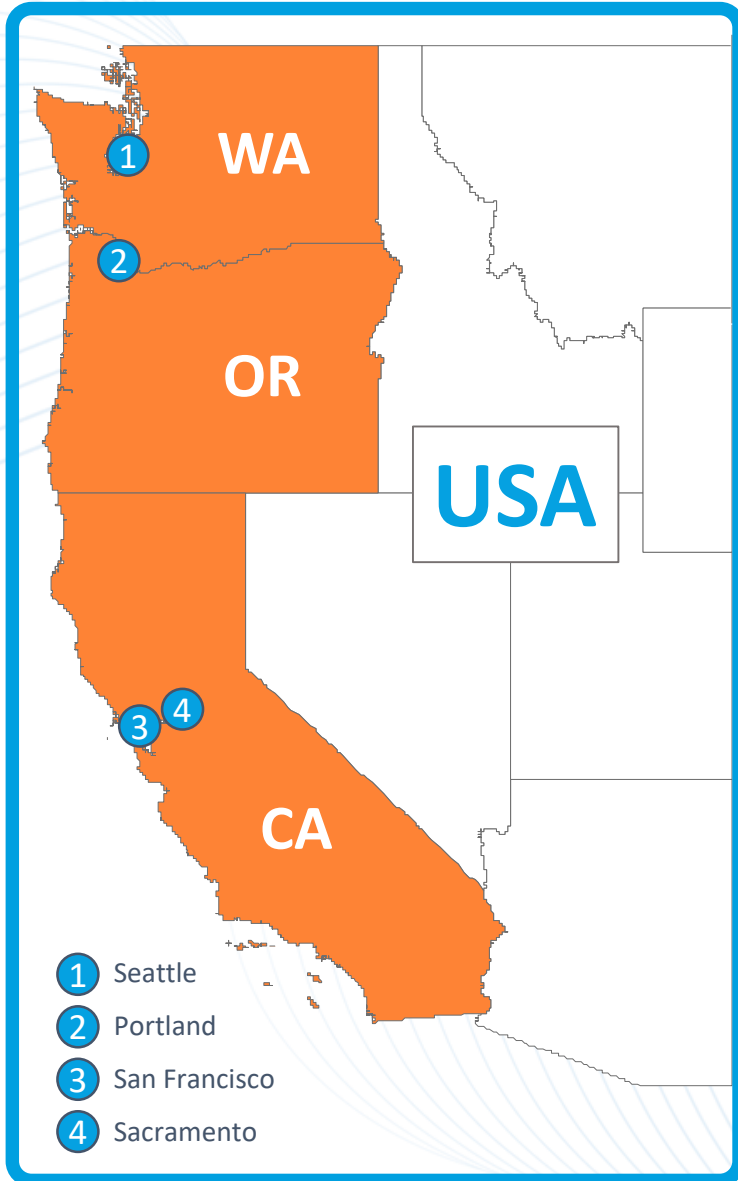 1
WA
2
OR
USA
3
4
CA
1 Seattle
2 Portland
3 San Francisco
4 Sacramento